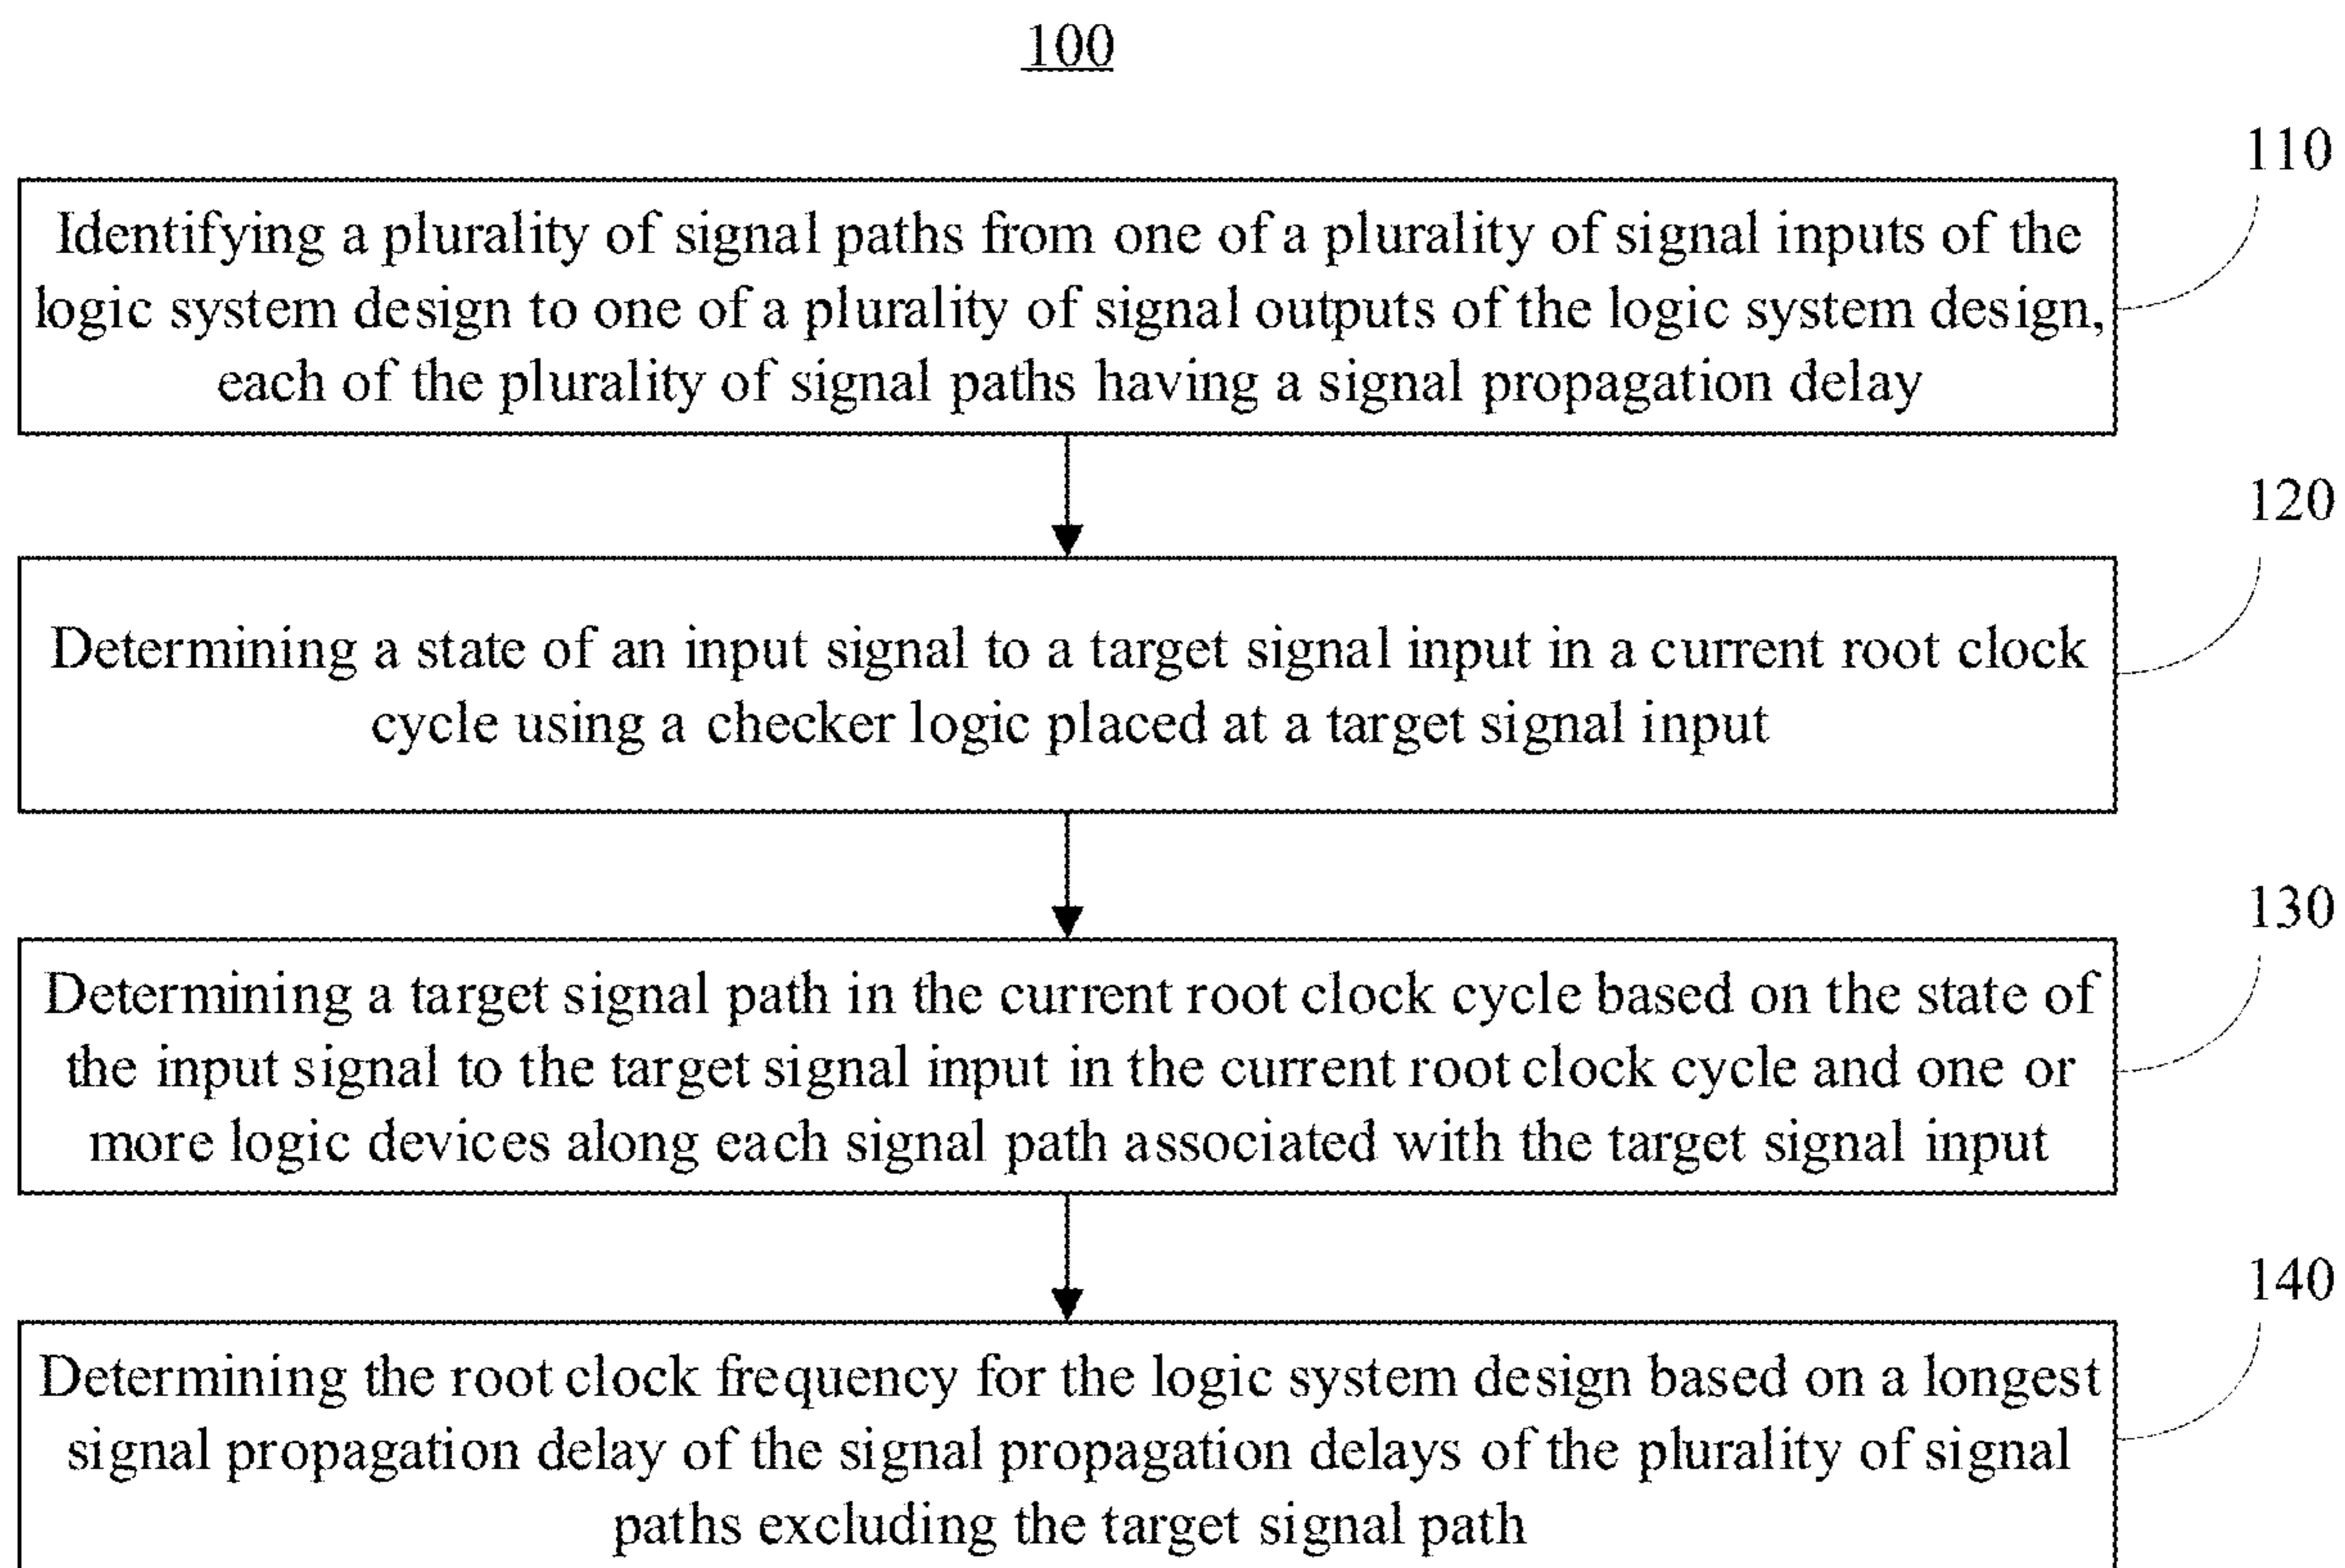 100
110
Identifying a plurality of signal paths from one of a plurality of signal inputs of the
logic system design to one of a plurality of signal outputs of the logic system design,
each of the plurality of signal paths having a signal propagation delay
120
Determining a state of an input signal to a target signal input in a current root clock
cycle using a checker logic placed at a target signal input
130
Determining a target signal path in the current root clock cycle based on the state of
the input signal to the target signal input in the current root clock cycle and one or
more logic devices along each signal path associated with the target signal input
140
Determining the root clock frequency for the logic system design based on a longest
signal propagation delay of the signal propagation delays of the plurality of signal
paths excluding the target signal path